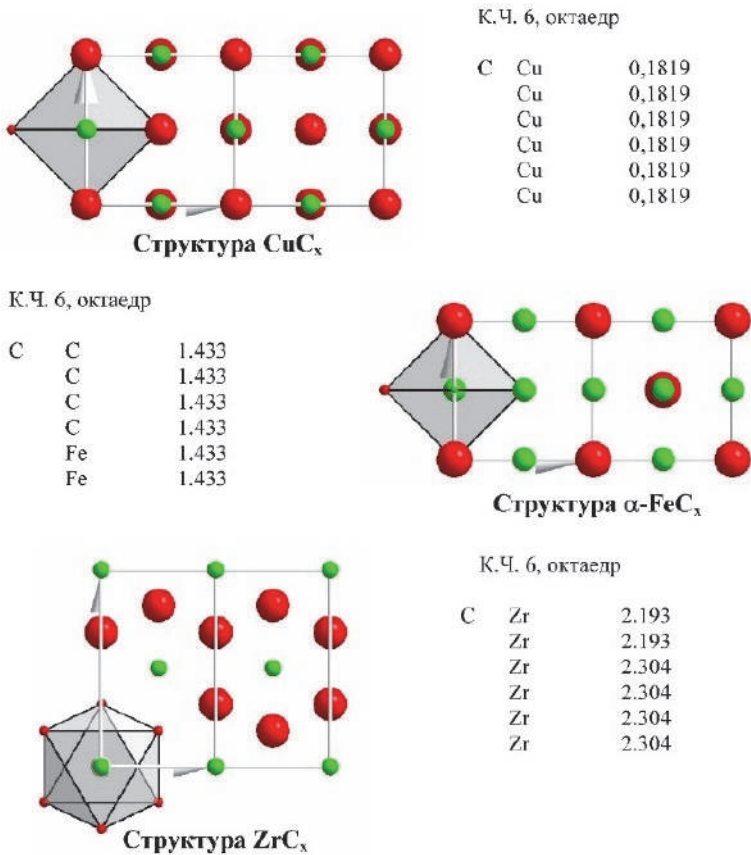 К.Ч. 6, октаедр
C Cu 0,1819
Cu 0,1819
Cu 0,1819
Cu 0,1819
Cu 0,1819
Cu 0,1819
Структура CuCx
К.Ч. 6, октаедр
C C 1.433
C 1.433
C 1.433
C 1.433
Fe 1.433
Fe 1.433
Структура α-FeCx
К.Ч. 6, октаедр
C Zr 2.193
Zr 2.193
Zr 2.304
Zr 2.304
Zr 2.304
Zr 2.304
Структура ZrCx